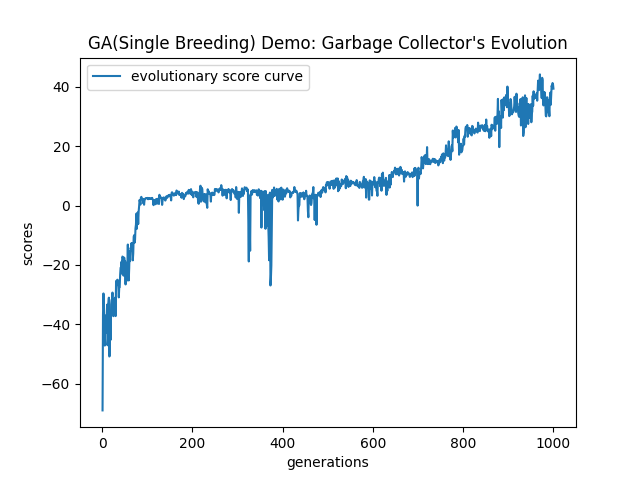 GA(Single Breeding) Demo: Garbage Collector's Evolution
evolutionary score curve
40
20
0
−20
−40
−60
scores
0 200 400 600 800 1000
generations